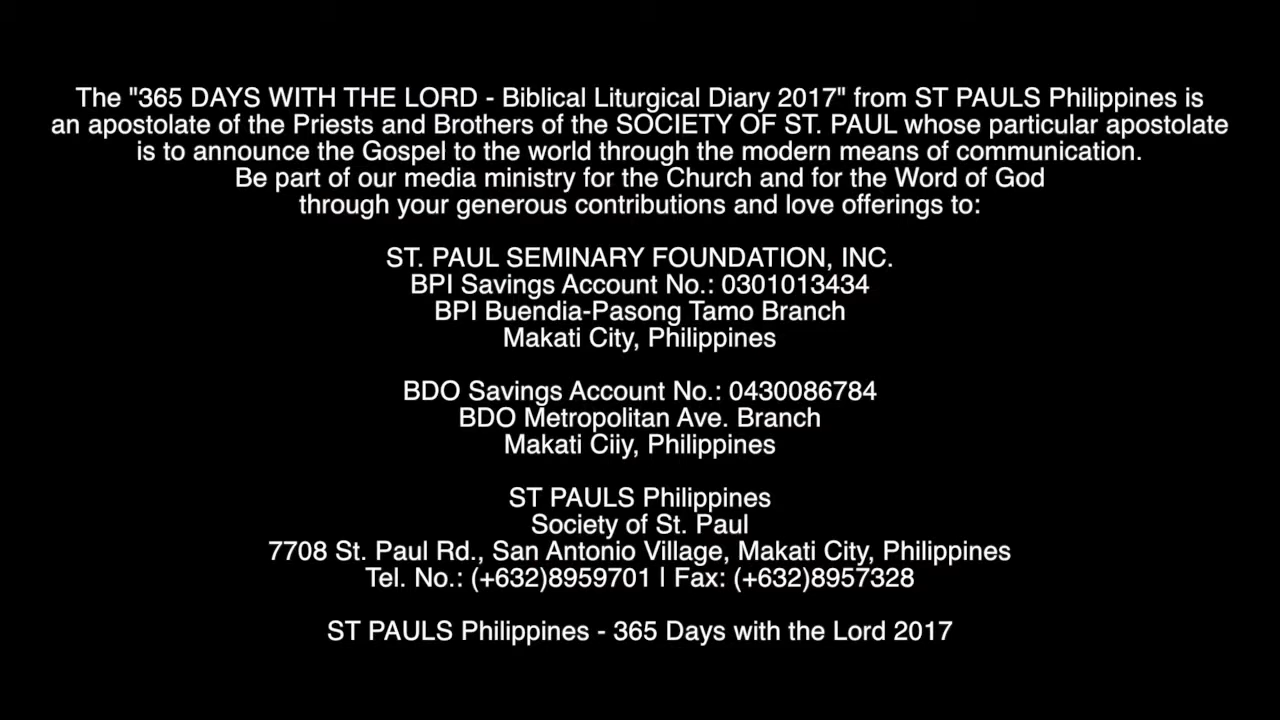 The "365 DAYS WITH THE LORD - Biblical Liturgical Diary 2017" from ST PAULS Philippines is
an apostolate of the Priests and Brothers of the SOCIETY OF ST. PAUL whose particular apostolate
is to announce the Gospel to the world through the modern means of communication.
Be part of our media ministry for the Church and for the Word of God
through your generous contributions and love offerings to:
ST. PAUL SEMINARY FOUNDATION, INC.
BPI Savings Account No.: 0301013434
BPI Buendia-Pasong Tamo Branch
Makati City, Philippines
BDO Savings Account No.: 0430086784
BDO Metropolitan Ave. Branch
Makati Ciiy, Philippines
ST PAULS Philippines
Society of St. Paul
7708 St. Paul Rd., San Antonio Village, Makati City, Philippines
Tel. No.: (+632)8959701 | Fax: (+632)8957328
ST PAULS Philippines - 365 Days with the Lord 2017